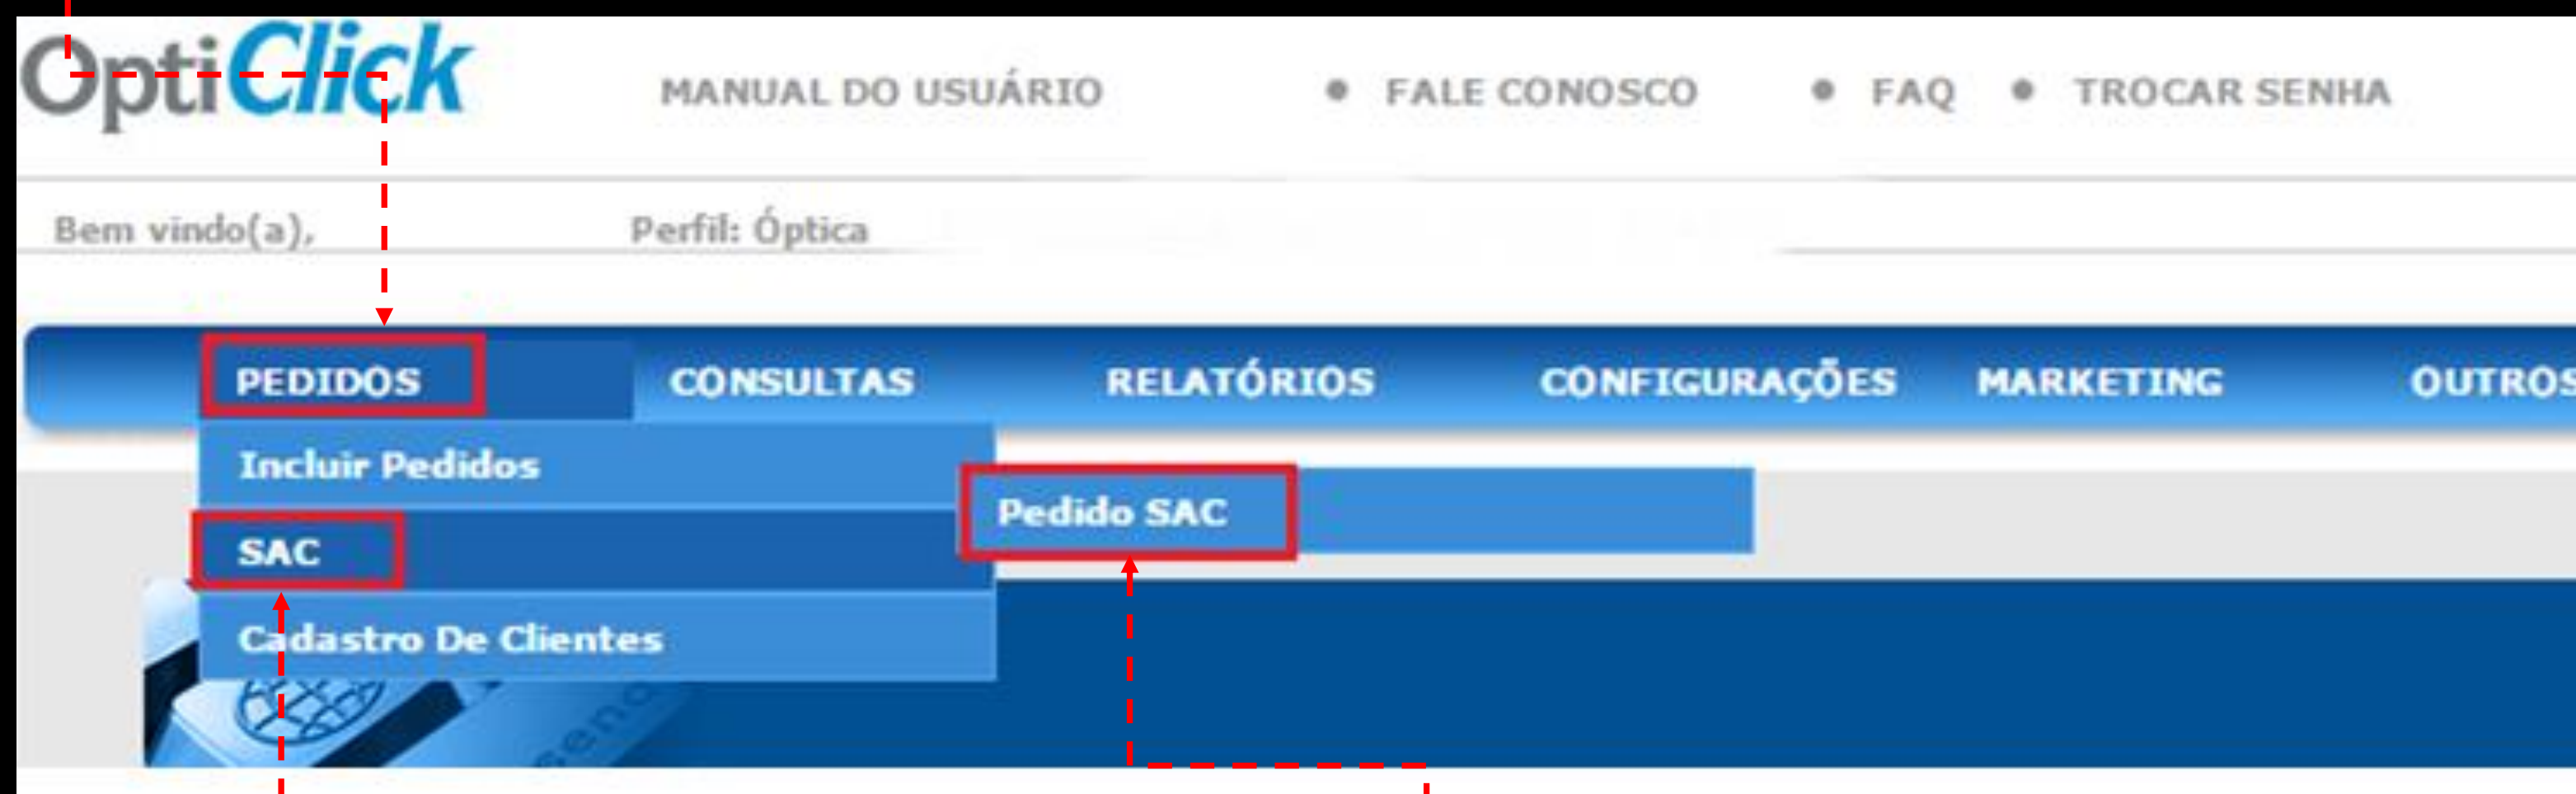 OptiClick
MANUAL DO USUÁRIO • FALE CONOSCO • FAQ • TROCAR SENHA
Bem vindo(a), Perfil: Óptica
PEDIDOS CONSULTAS RELATÓRIOS CONFIGURAÇÕES MARKETING OUTROS
Incluir Pedidos
Pedido SAC
SAC
Cadastro De Clientes